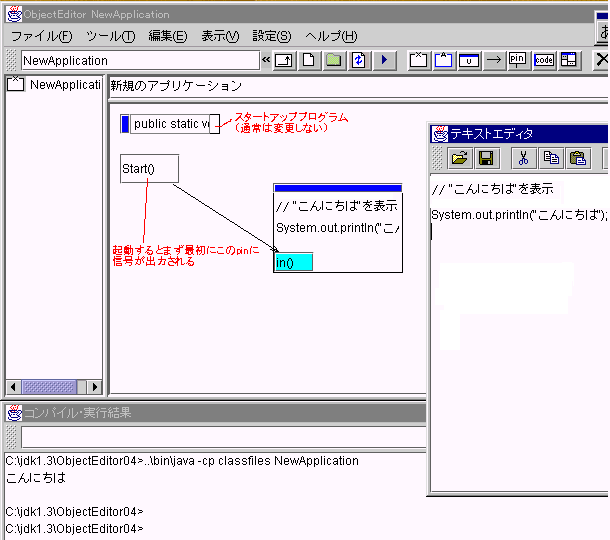 ObjectEditor NewApplication
ファイル(F) ツール(T) 編集(E) 表示(V) 設定(S) ヘルプ(H)
NewApplication
pin
code
NewApplicati
新規のアプリケーション
public static v
スタートアッププログラム
(通常は変更しない)
Start()
// "こんにちは"を表示
System.out.println("こん
in()
起動するとまず最初にこのpinに
信号が出力される
テキストエディタ
// "こんにちは"を表示
System.out.println("こんにちは");
コンパイル・実行結果
C:\jdk1.3\ObjectEditor04>..\bin\java -cp classfiles NewApplication
こんにちは
C:\jdk1.3\ObjectEditor04>
C:\jdk1.3\ObjectEditor04>